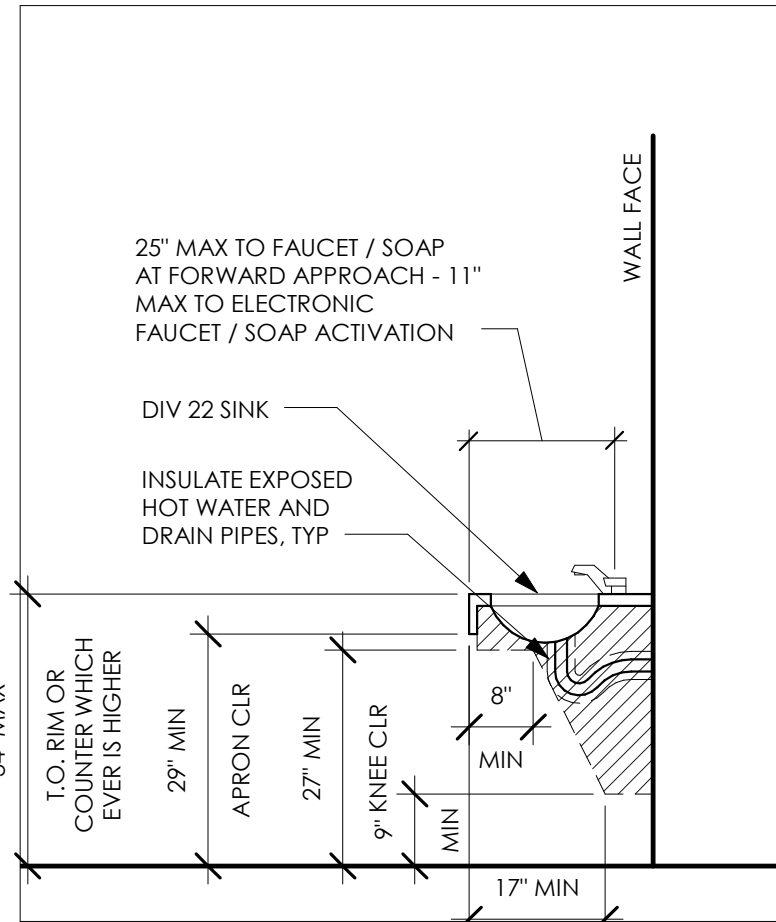 WALL FACE
25" MAX TO FAUCET / SOAP
AT FORWARD APPROACH - 11"
MAX TO ELECTRONIC
FAUCET / SOAP ACTIVATION
DIV 22 SINK
INSULATE EXPOSED
HOT WATER AND
DRAIN PIPES, TYP
MAX
T.O. RIM OR
COUNTER WHICH
EVER IS HIGHER
29" MIN
APRON CLR
27" MIN
9" KNEE CLR
MIN
8"
MIN
17" MIN